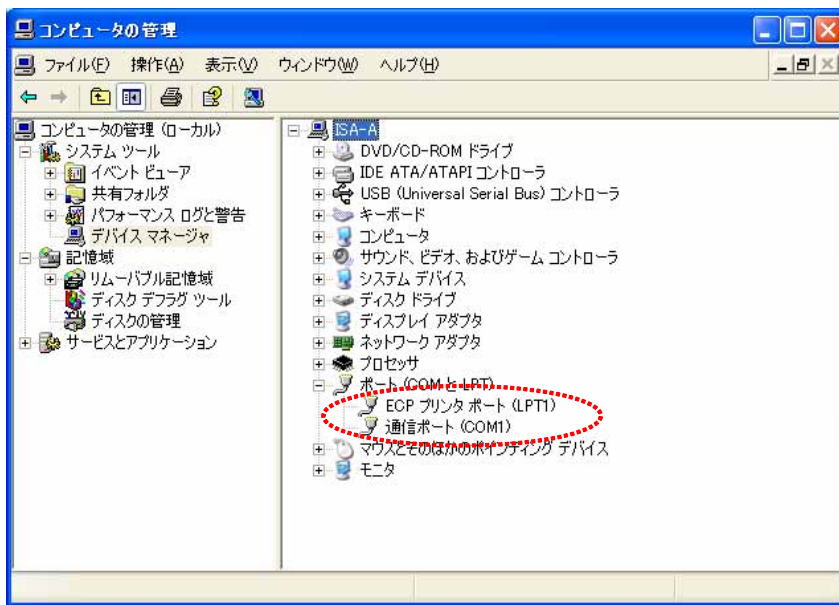 コンピュータの管理
ファイル(F) 操作(A) 表示(V) ウィンドウ(W) ヘルプ(H)
コンピュータの管理 (ローカル)
システム ツール
イベント ビューア
共有フォルダ
パフォーマンス ログと警告
デバイス マネージャ
記憶域
リムーバブル記憶域
ディスク デフラグ ツール
ディスクの管理
サービスとアプリケーション
ISA-A
DVD/CD-ROM ドライブ
IDE ATA/ATAPI コントローラ
USB (Universal Serial Bus) コントローラ
キーボード
コンピュータ
サウンド、ビデオ、およびゲーム コントローラ
システム デバイス
ディスク ドライブ
ディスプレイ アダプタ
ネットワーク アダプタ
プロセッサ
ポート (COM と LPT)
ECP プリンタ ポート (LPT1)
通信ポート (COM1)
マウスとそのほかのポインティング デバイス
モニタ